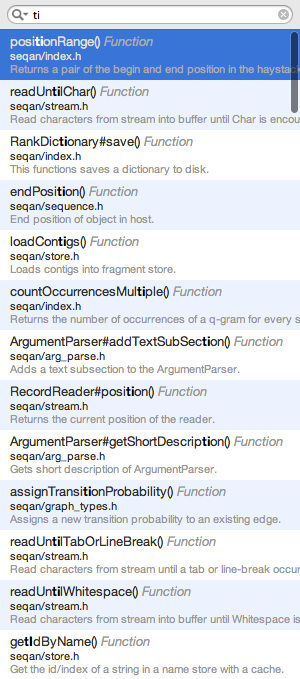 ti
positionRange() Function
seqan/index.h
Returns a pair of the begin and end position in the haystack
readUntilChar() Function
seqan/stream.h
Read characters from stream into buffer until Char is encou
RankDictionary#save() Function
seqan/index.h
This functions saves a dictionary to disk.
endPosition() Function
seqan/sequence.h
End position of object in host.
loadContigs() Function
seqan/store.h
Loads contigs into fragment store.
countOccurrencesMultiple() Function
seqan/index.h
Returns the number of occurrences of a q-gram for every s
ArgumentParser#addTextSubSection() Function
seqan/arg_parse.h
Adds a text subsection to the ArgumentParser.
RecordReader#position() Function
seqan/stream.h
Returns the current position of the reader.
ArgumentParser#getShortDescription() Function
seqan/arg_parse.h
Gets short description of ArgumentParser.
assignTransitionProbability() Function
seqan/graph_types.h
Assigns a new transition probability to an existing edge.
readUntilTabOrLineBreak() Function
seqan/stream.h
Read characters from stream until a tab or line-break occur
readUntilWhitespace() Function
seqan/stream.h
Read characters from stream into buffer until Whitespace is
getIdByName() Function
seqan/store.h
Get the id/index of a string in a name store with a cache.